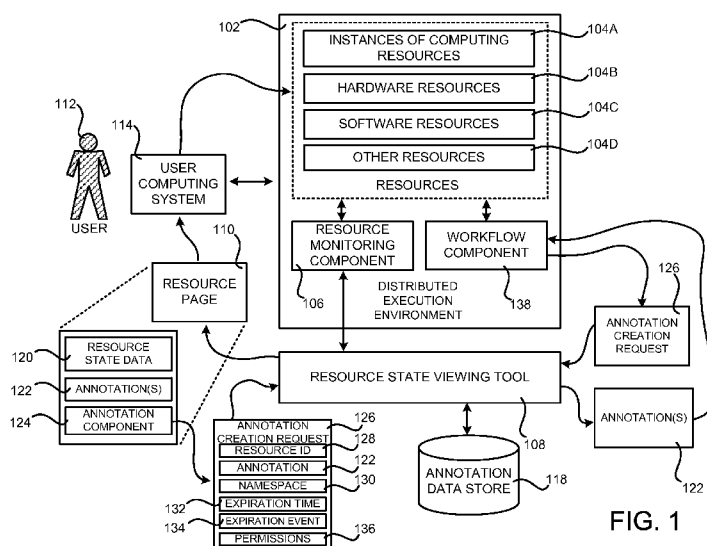 102
INSTANCES OF COMPUTING
RESOURCES
104A
HARDWARE RESOURCES
104B
SOFTWARE RESOURCES
104C
OTHER RESOURCES
104D
RESOURCES
112
USER
114
USER
COMPUTING
SYSTEM
RESOURCE
MONITORING
COMPONENT
106
WORKFLOW
COMPONENT
138
DISTRIBUTED
EXECUTION
ENVIRONMENT
110
RESOURCE
PAGE
126
ANNOTATION
CREATION
REQUEST
120
RESOURCE
STATE DATA
122
ANNOTATION(S)
124
ANNOTATION
COMPONENT
RESOURCE STATE VIEWING TOOL
108
ANNOTATION(S)
122
ANNOTATION
CREATION REQUEST
126
RESOURCE ID
128
ANNOTATION
122
NAMESPACE
130
132
EXPIRATION TIME
134
EXPIRATION EVENT
PERMISSIONS
136
ANNOTATION
DATA STORE
118
FIG. 1